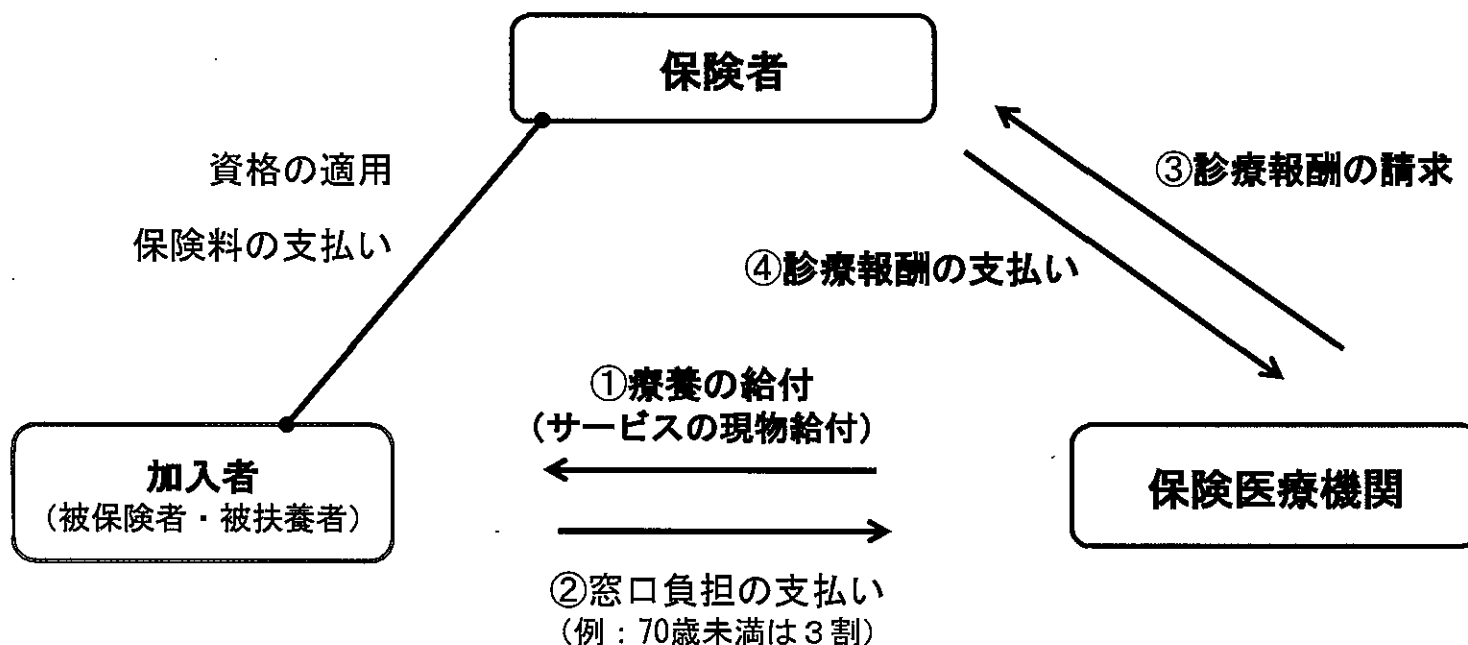 保険者
資格の適用
保険料の支払い
③診療報酬の請求
④診療報酬の支払い
①療養の給付
(サービスの現物給付)
加入者
(被保険者・被扶養者)
保険医療機関
②窓口負担の支払い
(例：70歳未満は３割)